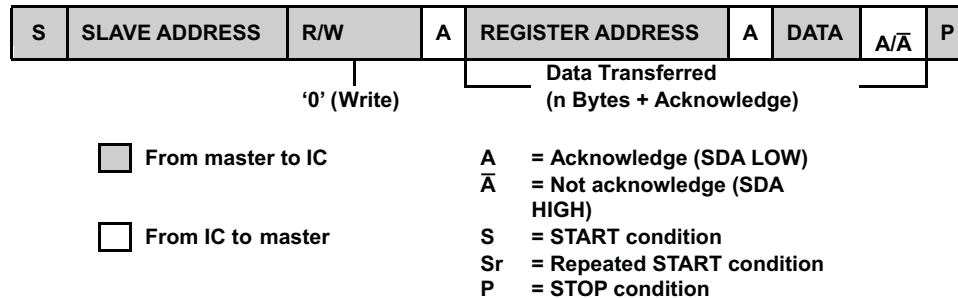 S SLAVE ADDRESS R/W A REGISTER ADDRESS A DATA A/A̅ P
‘0’ (Write)
Data Transferred
(n Bytes + Acknowledge)
From master to IC
From IC to master
A = Acknowledge (SDA LOW)
A̅ = Not acknowledge (SDA
HIGH)
S = START condition
Sr = Repeated START condition
P = STOP condition